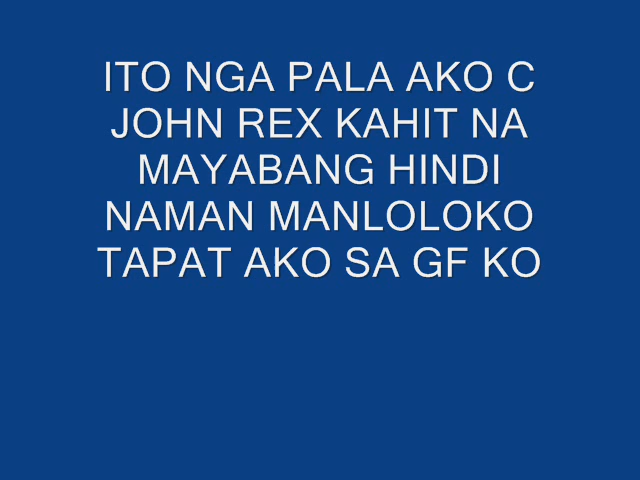 ITO NGA PALA AKO C
JOHN REX KAHIT NA
MAYABANG HINDI
NAMAN MANLOLOKO
TAPAT AKO SA GF KO